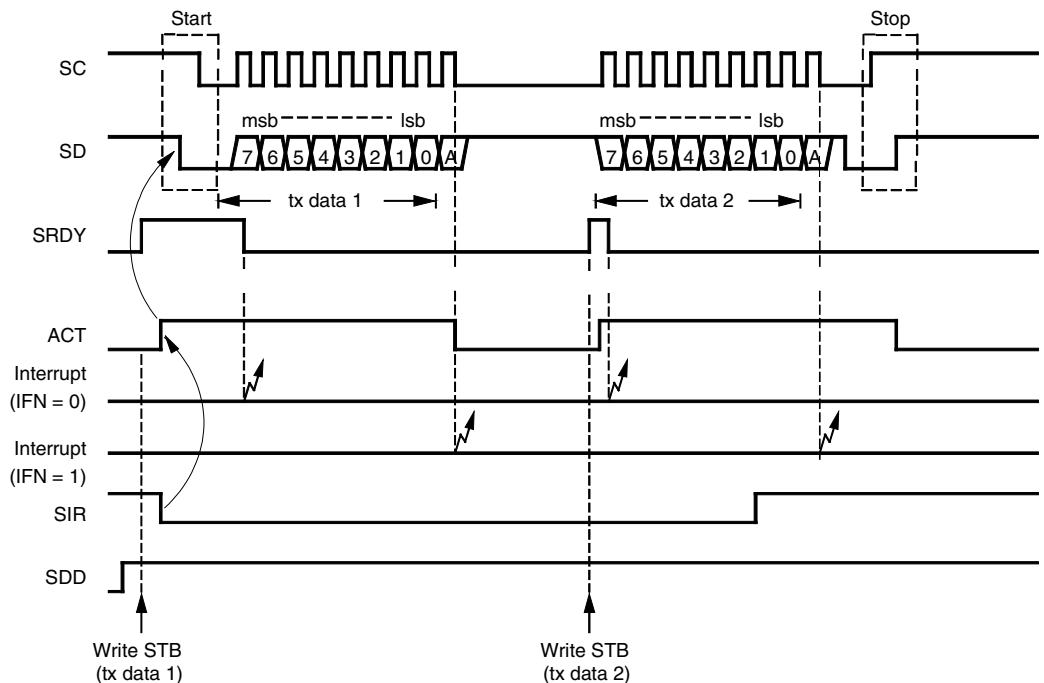 Start
Stop
SC
msb lsb
msb lsb
SD
7 6 5 4 3 2 1 0 A
7 6 5 4 3 2 1 0 A
tx data 1
tx data 2
SRDY
ACT
Interrupt
(IFN = 0)
Interrupt
(IFN = 1)
SIR
SDD
Write STB
(tx data 1)
Write STB
(tx data 2)